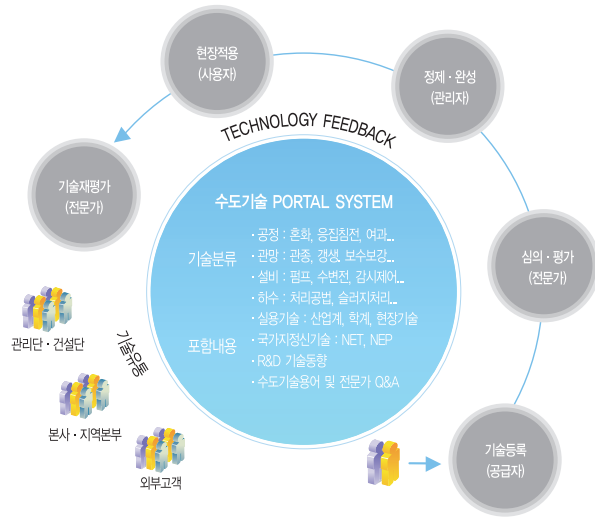 현장적용
(사용자)
정제 · 완성
(관리자)
TECHNOLOGY FEEDBACK
기술재평가
(전문가)
수도기술 PORTAL SYSTEM
기술분류
· 공정 : 혼화, 응집침전, 여과...
· 관망 : 관종, 갱생, 보수보강...
· 설비 : 펌프, 수변전, 감시제어...
· 하수 : 처리공법, 슬러지처리...
포함내용
· 실용기술 : 산업계, 학계, 현장기술
· 국가지정신기술 : NET, NEP
· R&D 기술동향
· 수도기술용어 및 전문가 Q&A
심의 · 평가
(전문가)
관리단 · 건설단
기술유통
본사 · 지역본부
외부고객
기술등록
(공급자)